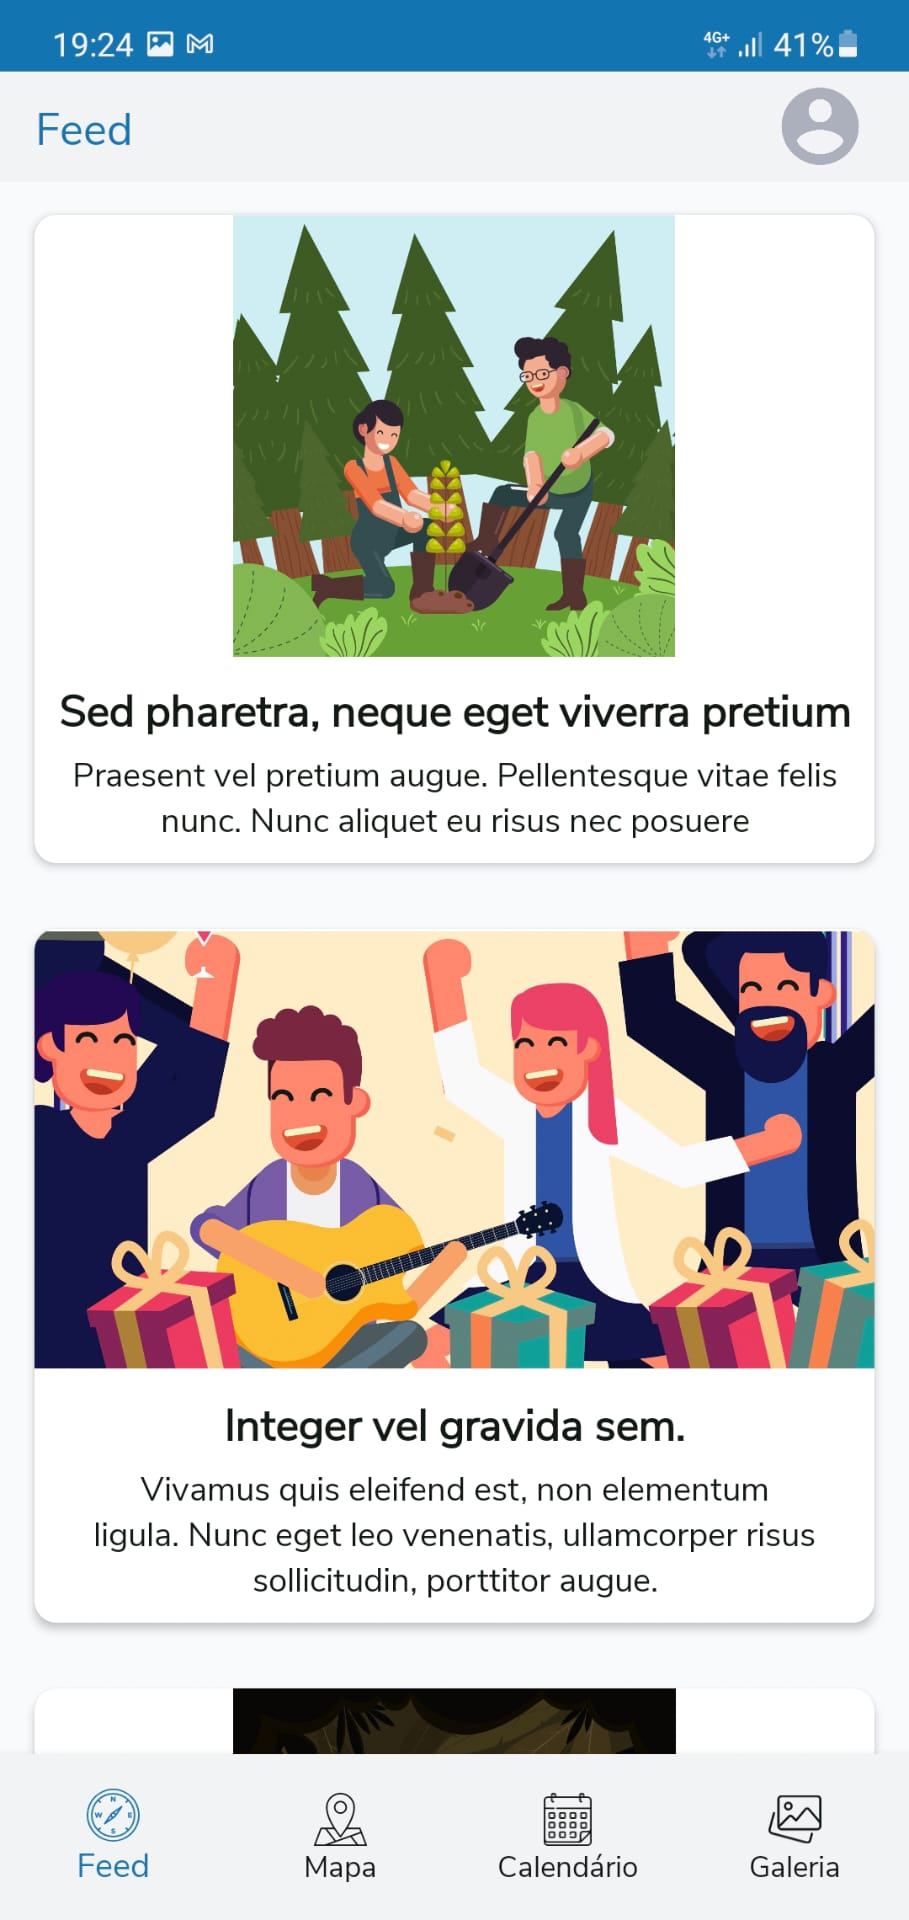 19:24 4G+ 41%
Feed
Sed pharetra, neque eget viverra pretium
Praesent vel pretium augue. Pellentesque vitae felis
nunc. Nunc aliquet eu risus nec posuere
Integer vel gravida sem.
Vivamus quis eleifend est, non elementum
ligula. Nunc eget leo venenatis, ullamcorper risus
sollicitudin, porttitor augue.
N
W E
S
Feed Mapa Calendário Galeria